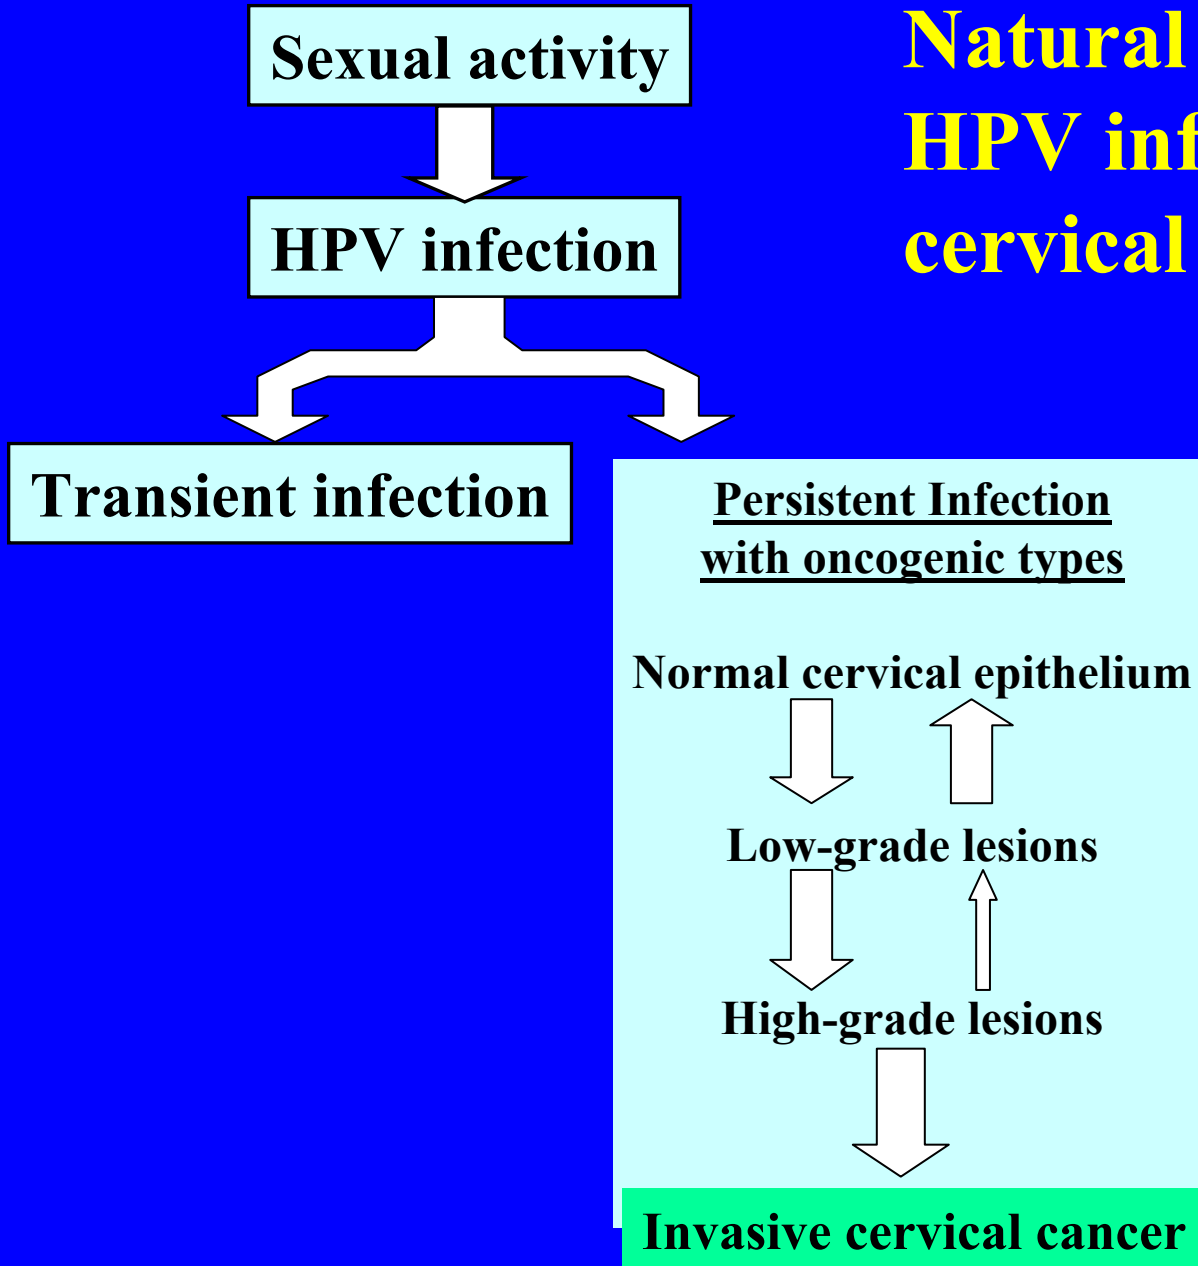 Natural
HPV inf
cervical
Sexual activity
HPV infection
Transient infection
Persistent Infection
with oncogenic types
Normal cervical epithelium
Low-grade lesions
High-grade lesions
Invasive cervical cancer